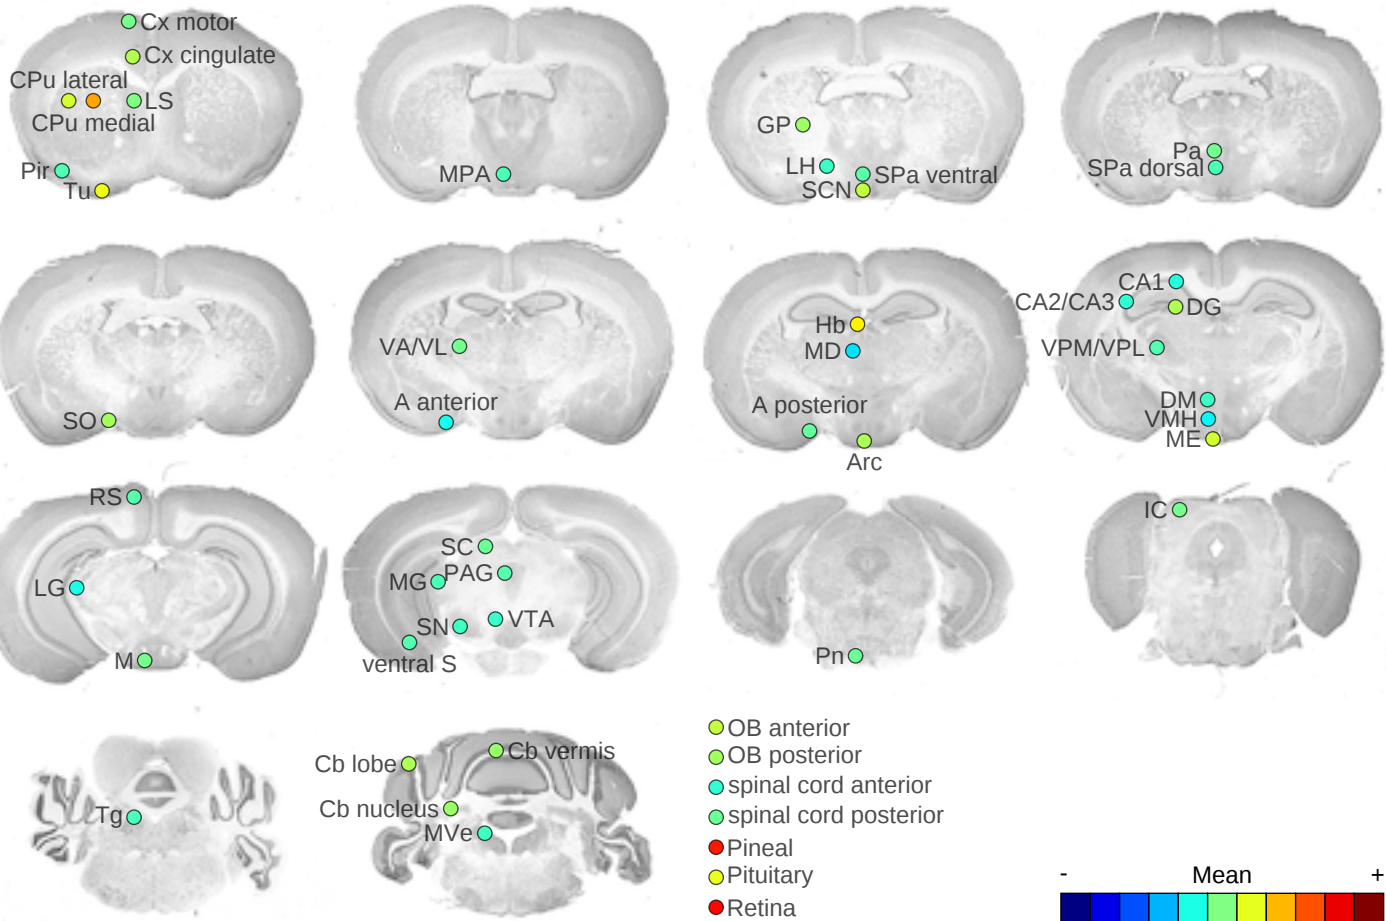 Cx motor
Cx cingulate
CPu lateral
LS
CPu medial
Pir
Tu
MPA
GP
LH
SPa ventral
SCN
Pa
SPa dorsal
SO
VA/VL
A anterior
Hb
MD
A posterior
Arc
CA1
CA2/CA3
DG
VPM/VPL
DM
VMH
ME
RS
LG
M
SC
MG
PAG
SN
VTA
ventral S
Pn
IC
Tg
Cb lobe
Cb vermis
Cb nucleus
MVe
OB anterior
OB posterior
spinal cord anterior
spinal cord posterior
Pineal
Pituitary
Retina
- Mean +